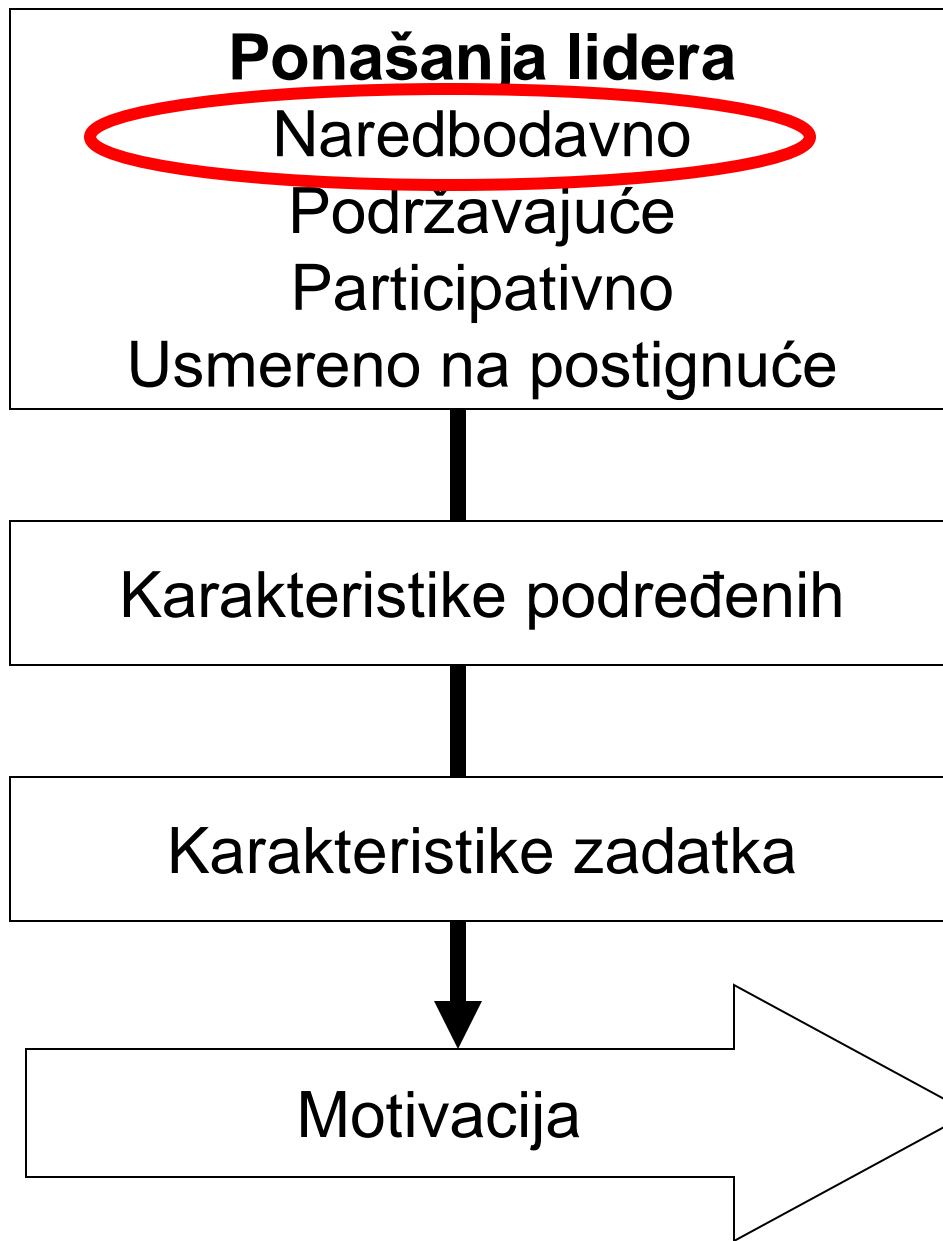 Ponašanja lidera
Naredbodavno
Podržavajuće
Participativno
Usmereno na postignuće
Karakteristike podređenih
Karakteristike zadatka
Motivacija